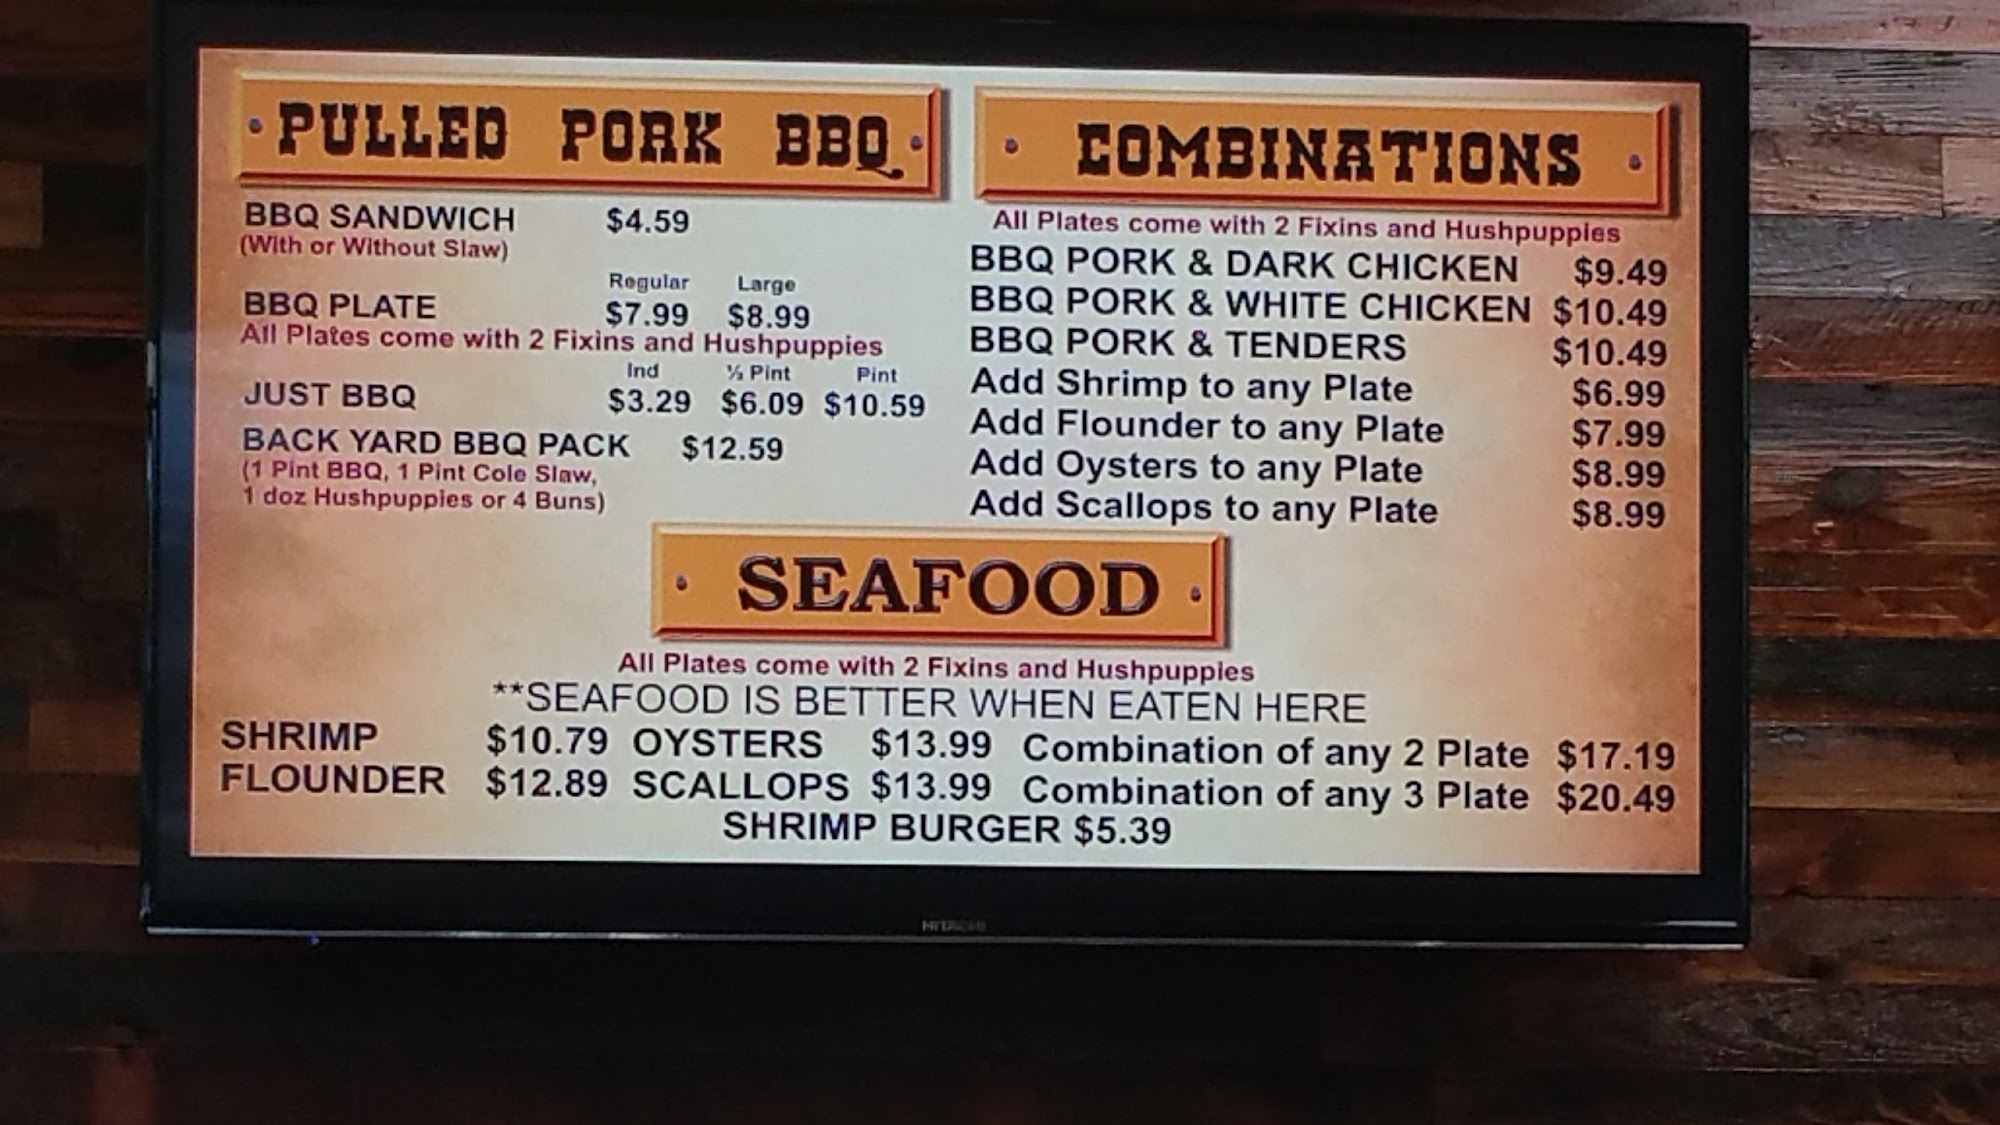 PULLED PORK BBQ
BBQ SANDWICH $4.59
(With or Without Slaw)
Regular Large
BBQ PLATE $7.99 $8.99
All Plates come with 2 Fixins and Hushpuppies
Ind ½ Pint Pint
JUST BBQ $3.29 $6.09 $10.59
BACK YARD BBQ PACK $12.59
(1 Pint BBQ, 1 Pint Cole Slaw,
1 doz Hushpuppies or 4 Buns)
COMBINATIONS
All Plates come with 2 Fixins and Hushpuppies
BBQ PORK & DARK CHICKEN $9.49
BBQ PORK & WHITE CHICKEN $10.49
BBQ PORK & TENDERS $10.49
Add Shrimp to any Plate $6.99
Add Flounder to any Plate $7.99
Add Oysters to any Plate $8.99
Add Scallops to any Plate $8.99
SEAFOOD
All Plates come with 2 Fixins and Hushpuppies
**SEAFOOD IS BETTER WHEN EATEN HERE
SHRIMP $10.79 OYSTERS $13.99 Combination of any 2 Plate $17.19
FLOUNDER $12.89 SCALLOPS $13.99 Combination of any 3 Plate $20.49
SHRIMP BURGER $5.39
HITACHI